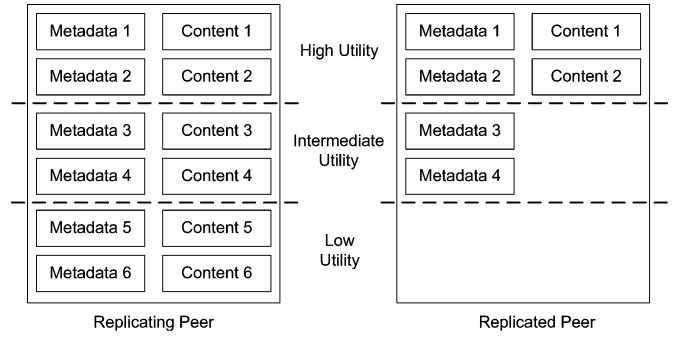 Metadata 1
Content 1
Metadata 2
Content 2
Metadata 3
Content 3
Metadata 4
Content 4
Metadata 5
Content 5
Metadata 6
Content 6
Replicating Peer
High Utility
Intermediate
Utility
Low
Utility
Metadata 1
Content 1
Metadata 2
Content 2
Metadata 3
Metadata 4
Replicated Peer